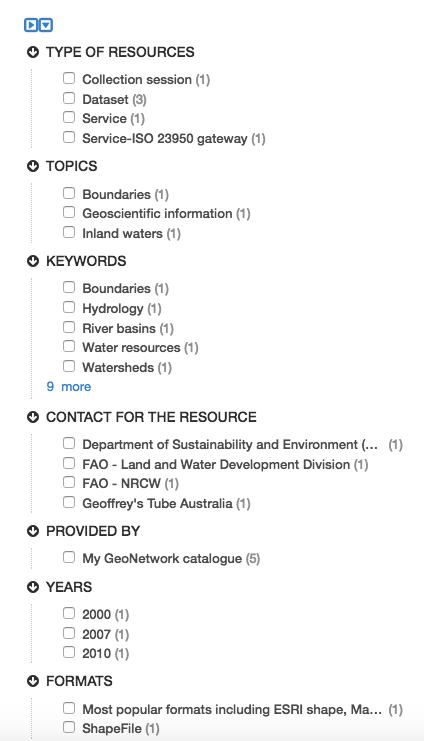 TYPE OF RESOURCES
Collection session (1)
Dataset (3)
Service (1)
Service-ISO 23950 gateway (1)
TOPICS
Boundaries (1)
Geoscientific information (1)
Inland waters (1)
KEYWORDS
Boundaries (1)
Hydrology (1)
River basins (1)
Water resources (1)
Watersheds (1)
9 more
CONTACT FOR THE RESOURCE
Department of Sustainability and Environment (... (1)
FAO - Land and Water Development Division (1)
FAO - NRCW (1)
Geoffrey's Tube Australia (1)
PROVIDED BY
My GeoNetwork catalogue (5)
YEARS
2000 (1)
2007 (1)
2010 (1)
FORMATS
Most popular formats including ESRI shape, Ma... (1)
ShapeFile (1)